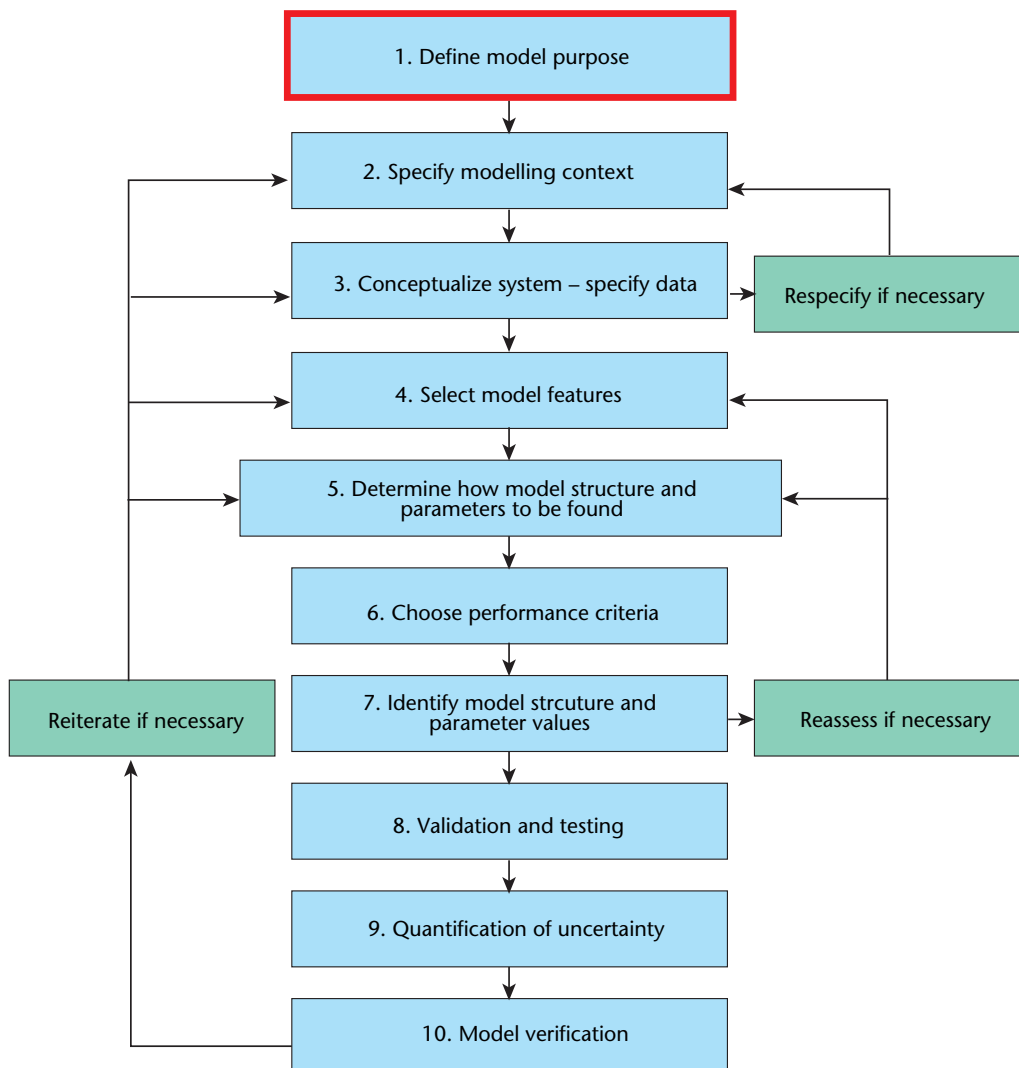 1. Define model purpose
2. Specify modelling context
3. Conceptualize system – specify data
Respecify if necessary
4. Select model features
5. Determine how model structure and
parameters to be found
6. Choose performance criteria
Reiterate if necessary
7. Identify model strcuture and
parameter values
Reassess if necessary
8. Validation and testing
9. Quantification of uncertainty
10. Model verification